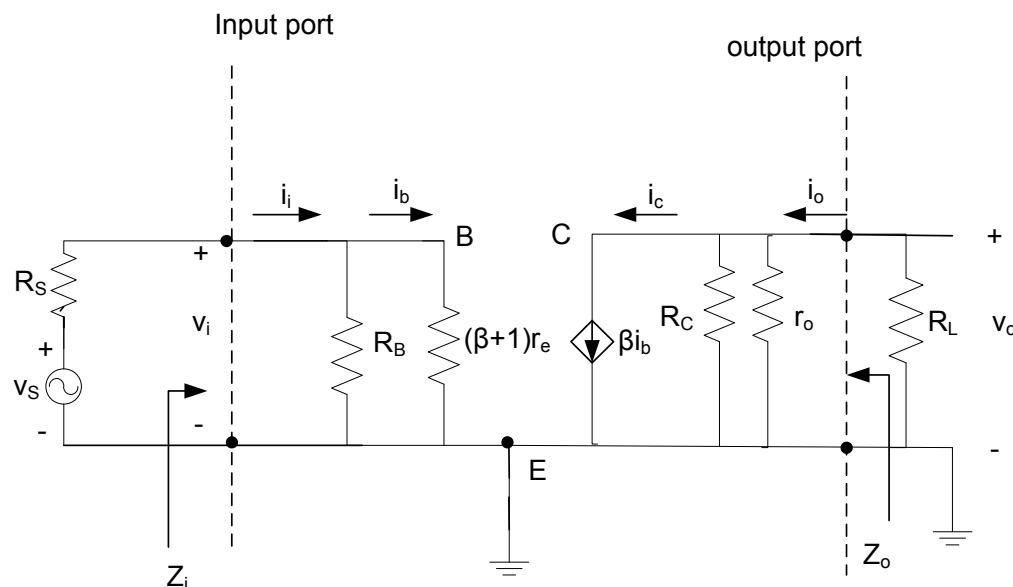 Input port
output port
i_i
i_b
i_c
i_o
B
C
+
+
R_S
+
v_S
-
v_i
-
R_B
(β+1)r_e
βi_b
R_C
r_o
R_L
v_o
-
E
Z_i
Z_o